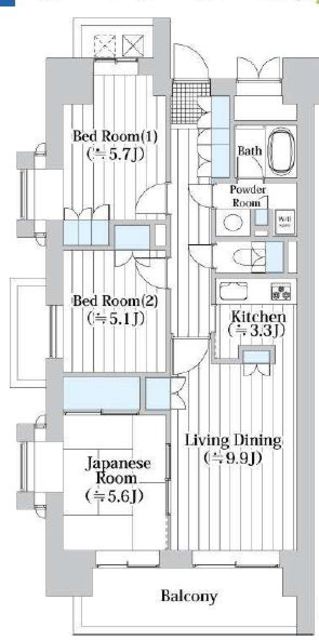 Bed Room(1)
(≒5.7J)
Bath
Powder
Room
Bed Room(2)
(≒5.1J)
Kitchen
(≒3.3J)
Living Dining
(≒9.9J)
Japanese
Room
(≒5.6J)
Balcony